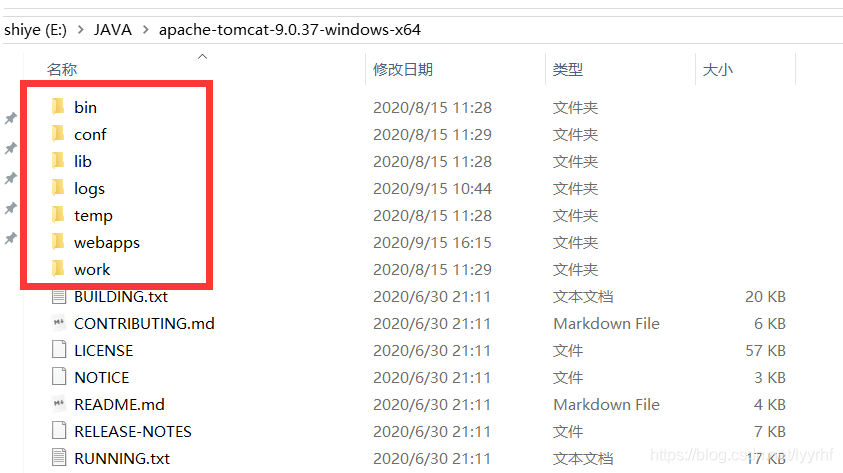 shiye (E:) > JAVA > apache-tomcat-9.0.37-windows-x64
名称 修改日期 类型 大小
bin 2020/8/15 11:28 文件夹
conf 2020/8/15 11:29 文件夹
lib 2020/8/15 11:28 文件夹
logs 2020/9/15 10:44 文件夹
temp 2020/8/15 11:28 文件夹
webapps 2020/9/15 16:15 文件夹
work 2020/8/15 11:29 文件夹
BUILDING.txt 2020/6/30 21:11 文本文档 20 KB
CONTRIBUTING.md 2020/6/30 21:11 Markdown File 6 KB
LICENSE 2020/6/30 21:11 文件 57 KB
NOTICE 2020/6/30 21:11 文件 3 KB
README.md 2020/6/30 21:11 Markdown File 4 KB
RELEASE-NOTES 2020/6/30 21:11 文件 7 KB
RUNNING.txt 2020/6/30 21:11 文本文档 17 KB
https://blog.csdn.net/lyyrhf